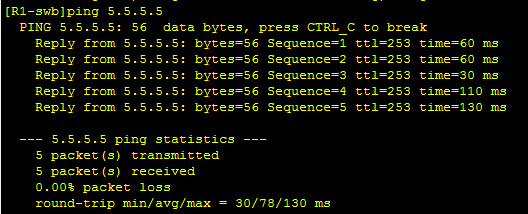 [R1-swb]ping 5.5.5.5
PING 5.5.5.5: 56  data bytes, press CTRL_C to break
Reply from 5.5.5.5: bytes=56 Sequence=1 ttl=253 time=60 ms
Reply from 5.5.5.5: bytes=56 Sequence=2 ttl=253 time=60 ms
Reply from 5.5.5.5: bytes=56 Sequence=3 ttl=253 time=30 ms
Reply from 5.5.5.5: bytes=56 Sequence=4 ttl=253 time=110 ms
Reply from 5.5.5.5: bytes=56 Sequence=5 ttl=253 time=130 ms
--- 5.5.5.5 ping statistics ---
5 packet(s) transmitted
5 packet(s) received
0.00% packet loss
round-trip min/avg/max = 30/78/130 ms